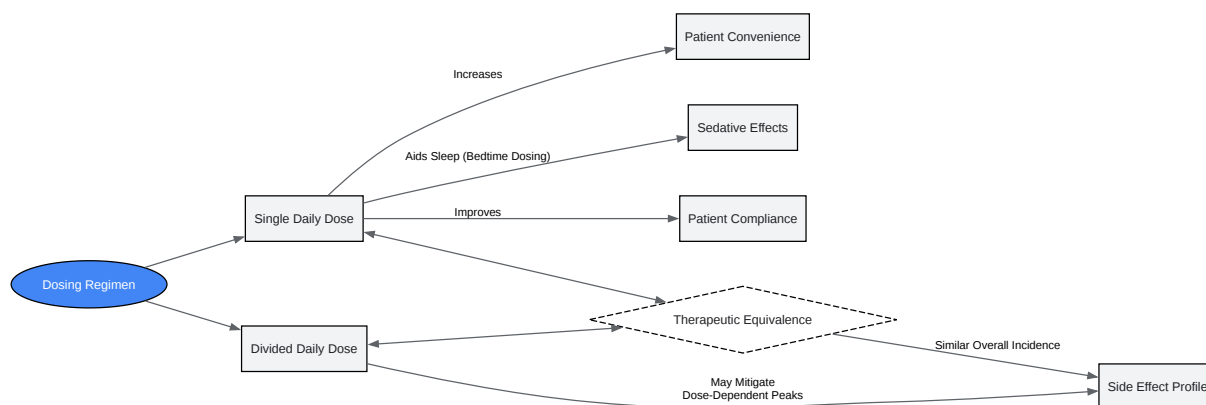 Patient Convenience
Increases
Sedative Effects
Aids Sleep (Bedtime Dosing)
Single Daily Dose
Improves
Patient Compliance
Dosing Regimen
Therapeutic Equivalence
Divided Daily Dose
Similar Overall Incidence
May Mitigate
Dose-Dependent Peaks
Side Effect Profile